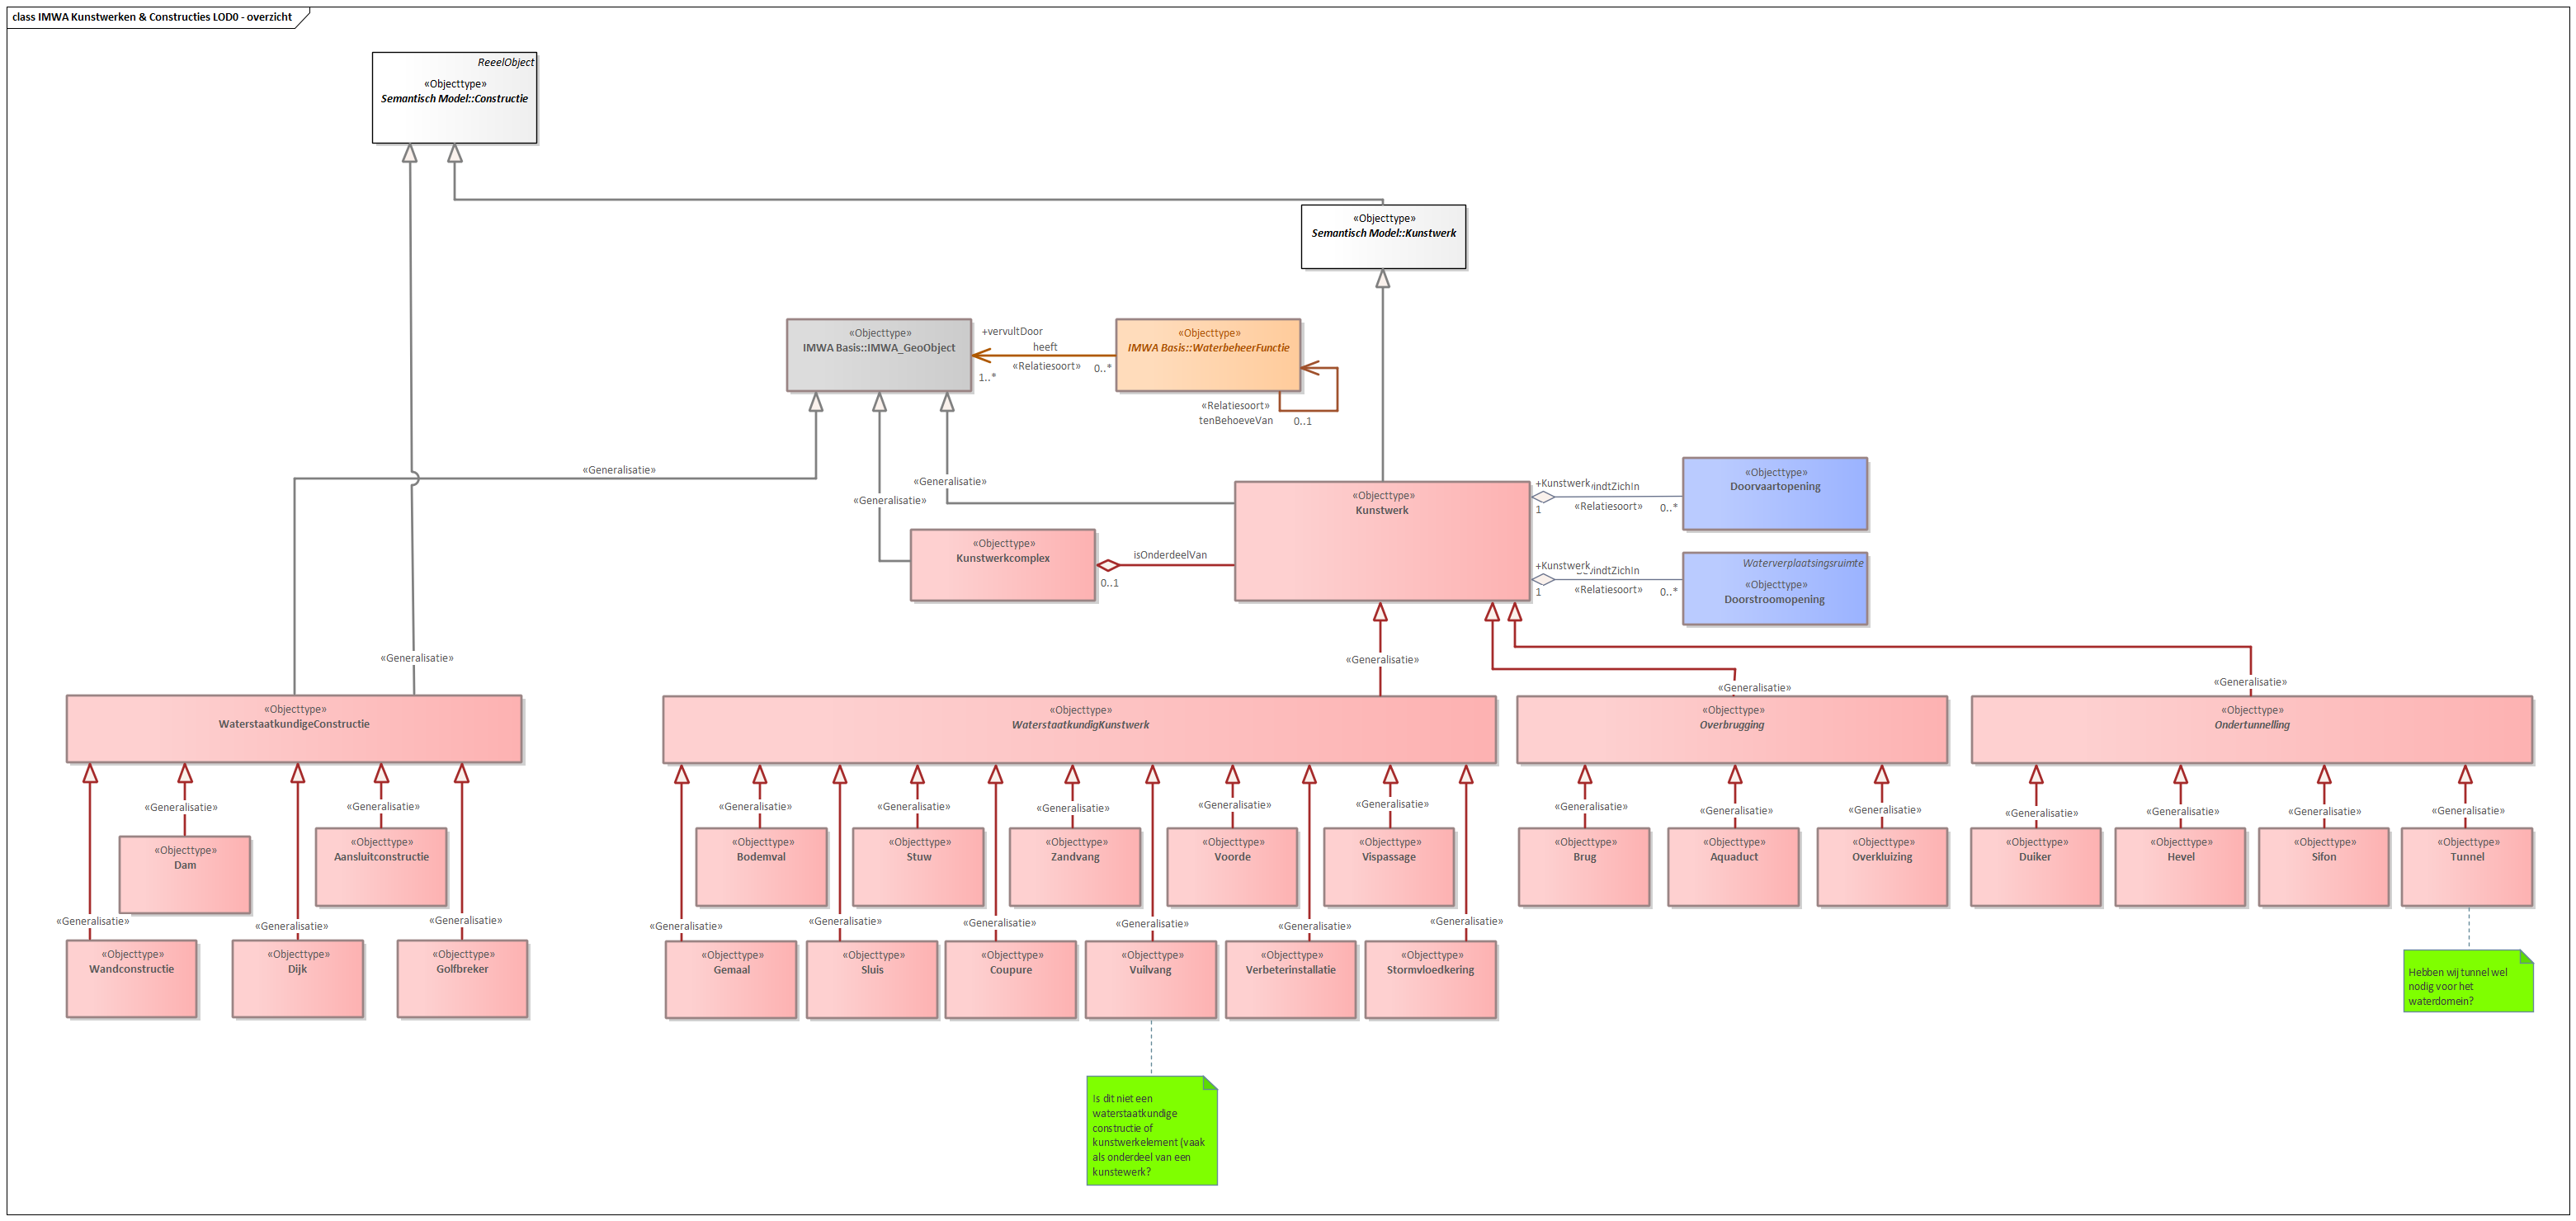 class IMWA Kunstwerken & Constructies LOD0 - overzicht
ReeelObject
«Objecttype»
Semantisch Model::Constructie
«Objecttype»
Semantisch Model::Kunstwerk
«Objecttype»
IMWA Basis::IMWA_GeoObject
+vervultDoor
heeft
«Relatiesoort»
1..*
0..*
«Objecttype»
IMWA Basis::WaterbeheerFunctie
«Relatiesoort»
tenBehoeveVan
0..1
«Generalisatie»
«Generalisatie»
«Generalisatie»
«Objecttype»
Kunstwerk
+Kunstwerk
indtZichIn
1
«Relatiesoort»
0..*
«Objecttype»
Doorvaartopening
«Objecttype»
Kunstwerkcomplex
isOnderdeelVan
0..1
+Kunstwerk
indtZichIn
1
«Relatiesoort»
0..*
Waterverplaatsingsruimte
«Objecttype»
Doorstroomopening
«Generalisatie»
«Generalisatie»
«Generalisatie»
«Generalisatie»
«Objecttype»
WaterstaatkundigeConstructie
«Objecttype»
WaterstaatkundigKunstwerk
«Objecttype»
Overbrugging
«Objecttype»
Ondertunnelling
«Generalisatie»
«Generalisatie»
«Generalisatie»
«Generalisatie»
«Generalisatie»
«Generalisatie»
«Generalisatie»
«Generalisatie»
«Generalisatie»
«Generalisatie»
«Generalisatie»
«Generalisatie»
«Generalisatie»
«Generalisatie»
«Objecttype»
Dam
«Objecttype»
Aansluitconstructie
«Objecttype»
Bodemval
«Objecttype»
Stuw
«Objecttype»
Zandvang
«Objecttype»
Voorde
«Objecttype»
Vispassage
«Objecttype»
Brug
«Objecttype»
Aquaduct
«Objecttype»
Overkluizing
«Objecttype»
Duiker
«Objecttype»
Hevel
«Objecttype»
Sifon
«Objecttype»
Tunnel
«Generalisatie»
«Generalisatie»
«Generalisatie»
«Generalisatie»
«Generalisatie»
«Generalisatie»
«Generalisatie»
«Generalisatie»
«Generalisatie»
«Objecttype»
Wandconstructie
«Objecttype»
Dijk
«Objecttype»
Golfbreker
«Objecttype»
Gemaal
«Objecttype»
Sluis
«Objecttype»
Coupure
«Objecttype»
Vuilvang
«Objecttype»
Verbeterinstallatie
«Objecttype»
Stormvloedkering
Hebben wij tunnel wel
nodig voor het
waterdomein?
Is dit niet een
waterstaatkundige
constructie of
kunstwerkelement (vaak
als onderdeel van een
kunstewerk?